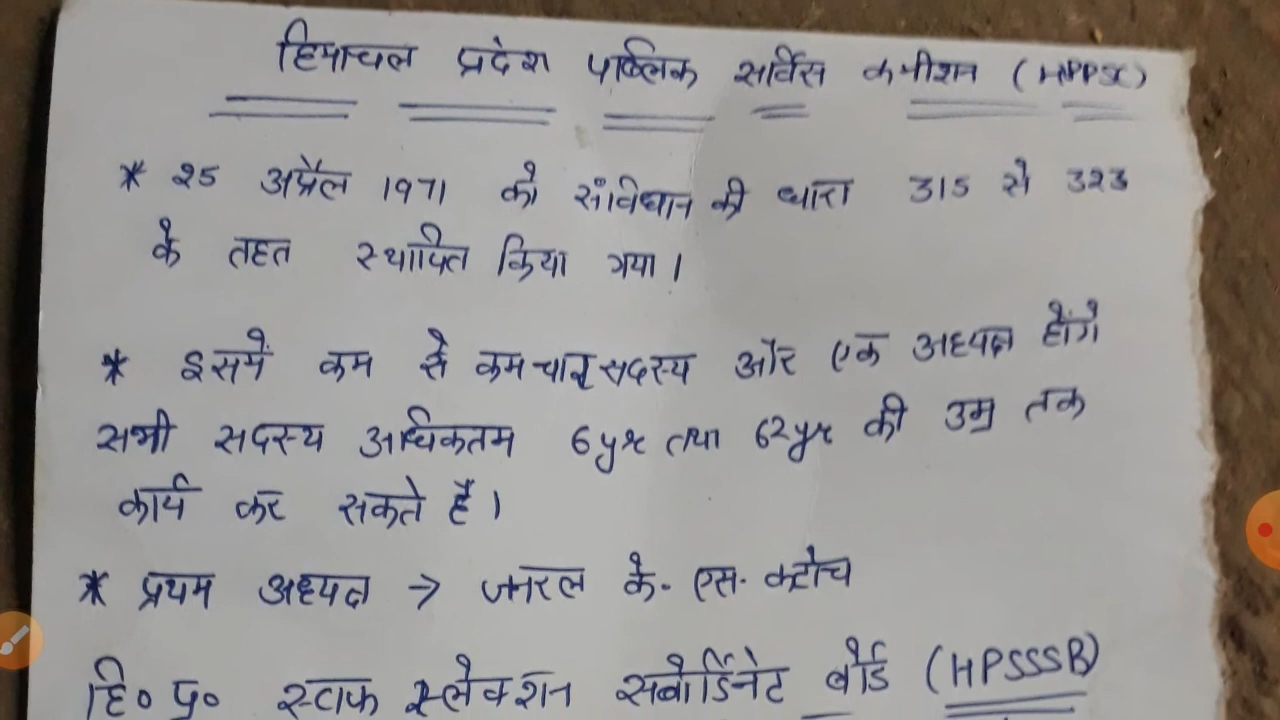 हिमाचल प्रदेश पब्लिक सर्विस कमीशन (HPPSC)
* 25 अप्रैल 1971 को संविधान की धारा 315 से 323
के तहत स्थापित किया गया।
* इसमें कम से कम चार सदस्य और एक अध्यक्ष होंगे
सभी सदस्य अधिकतम 6yr तथा 62yr की उम्र तक
कार्य कर सकते है।
* प्रथम अध्यक्ष → जनरल के. एस. कटोच
हि० प्र० स्टाफ स्लेक्शन सबोर्डिनेट बोर्ड (HPSSSB)